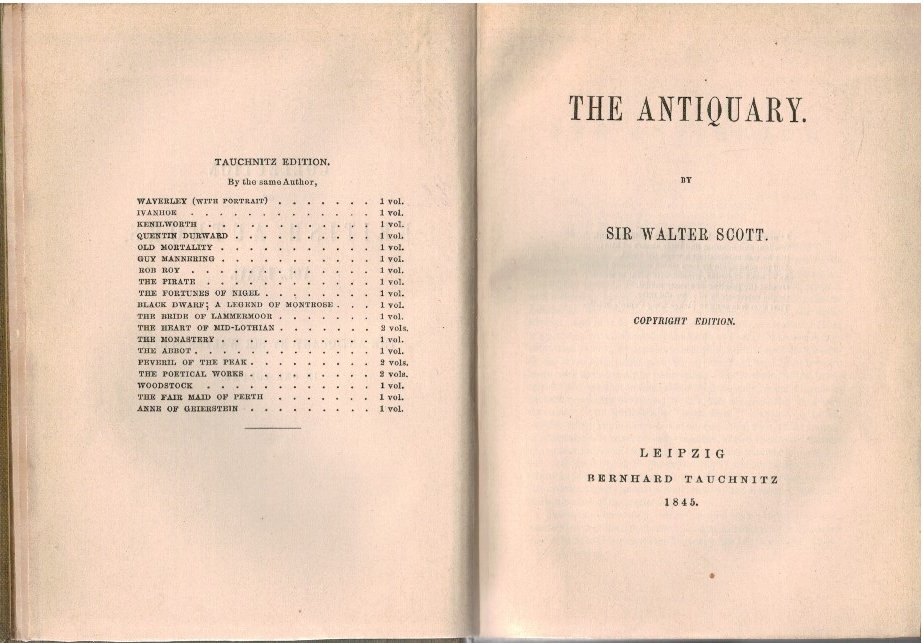 TAUCHNITZ EDITION.
By the same Author,
WAVERLEY (WITH PORTRAIT) . . . . . . . 1 vol.
IVANHOE . . . . . . . . . . . . . 1 vol.
KENILWORTH . . . . . . . . . . . . 1 vol.
QUENTIN DURWARD . . . . . . . . . . 1 vol.
OLD MORTALITY . . . . . . . . . . . 1 vol.
GUY MANNERING . . . . . . . . . . . 1 vol.
ROB ROY . . . . . . . . . . . . . 1 vol.
THE PIRATE . . . . . . . . . . . . 1 vol.
THE FORTUNES OF NIGEL . . . . . . . . 1 vol.
BLACK DWARF; A LEGEND OF MONTROSE . . . 1 vol.
THE BRIDE OF LAMMERMOOR . . . . . . . 1 vol.
THE HEART OF MID-LOTHIAN . . . . . . . 2 vols.
THE MONASTERY . . . . . . . . . . . 1 vol.
THE ABBOT . . . . . . . . . . . . . 1 vol.
PEVERIL OF THE PEAK . . . . . . . . . 2 vols.
THE POETICAL WORKS . . . . . . . . . 2 vols.
WOODSTOCK . . . . . . . . . . . . 1 vol.
THE FAIR MAID OF PERTH . . . . . . . 1 vol.
ANNE OF GEIERSTEIN . . . . . . . . . 1 vol.
THE ANTIQUARY.
BY
SIR WALTER SCOTT.
COPYRIGHT EDITION.
LEIPZIG
BERNHARD TAUCHNITZ
1845.